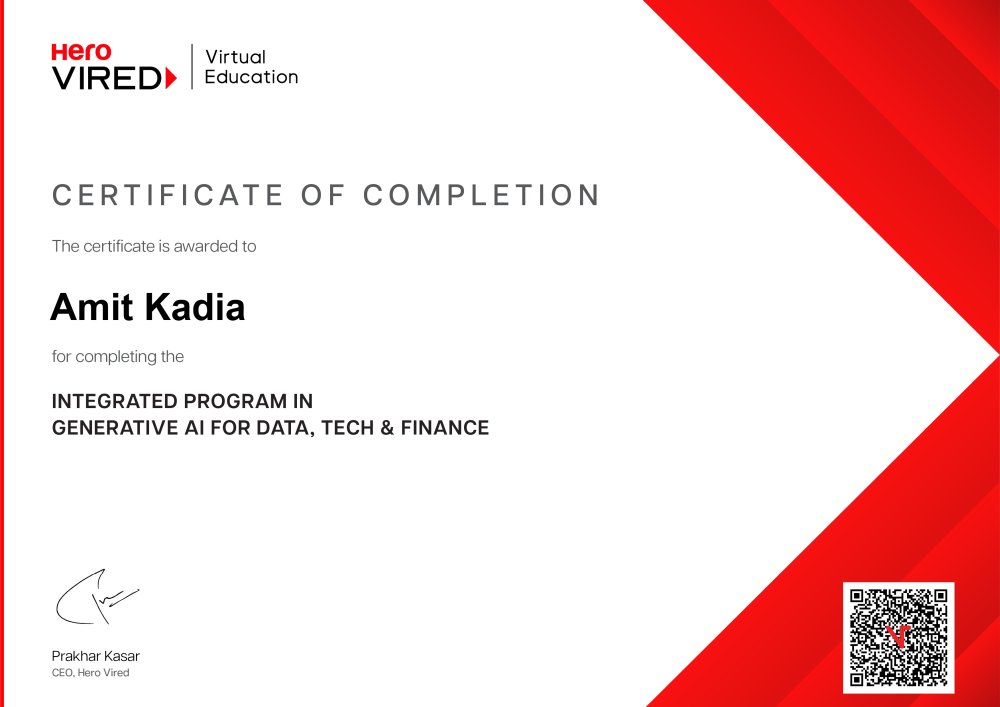 Hero
VIRED
Virtual
Education
CERTIFICATE OF COMPLETION
The certificate is awarded to
Amit Kadia
for completing the
INTEGRATED PROGRAM IN
GENERATIVE AI FOR DATA, TECH & FINANCE
Prakhar Kasar
CEO, Hero Vired